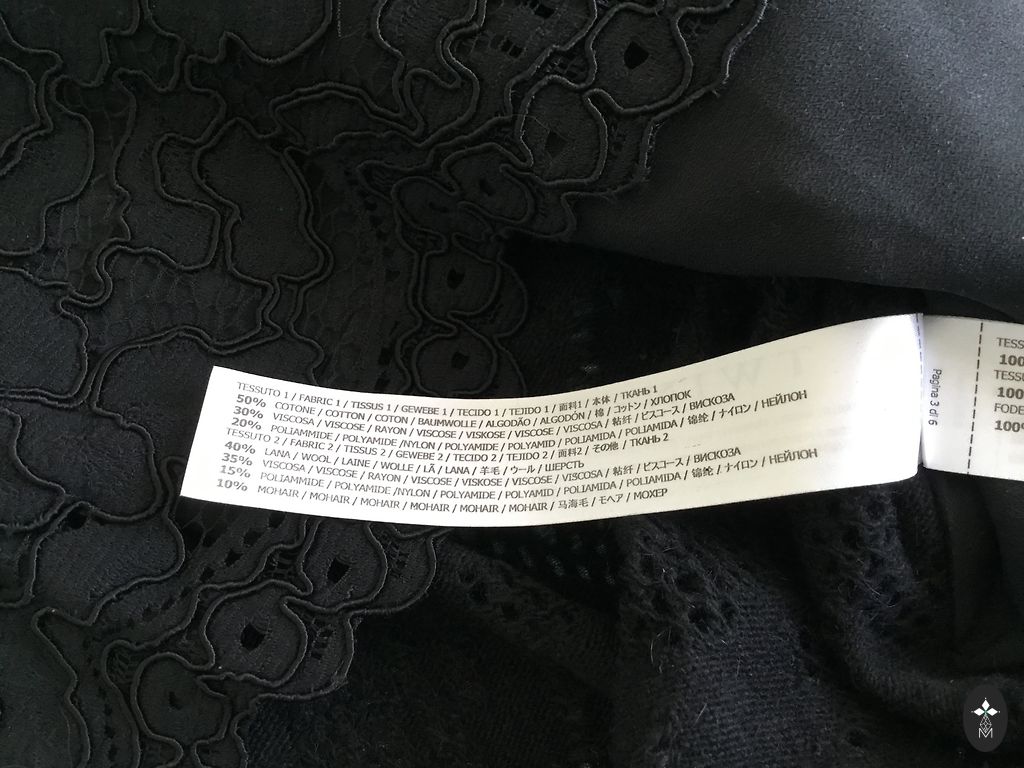 TESSUTO 1 / FABRIC 1 / TISSUS 1 / GEWEBE 1 / TECIDO 1 / TEJIDO 1 / 面料1 / 本体 / ТКАНЬ 1
50% COTONE / COTTON / COTON / BAUMWOLLE / ALGODÃO / ALGODÓN / 棉 / コットン / ХЛОПОК
30% VISCOSA / VISCOSE / RAYON / VISCOSE / VISKOSE / VISCOSE / VISCOSA / 粘纤 / ビスコース / ВИСКОЗА
20% POLIAMMIDE / POLYAMIDE /NYLON / POLYAMIDE / POLYAMID / POLIAMIDA / POLIAMIDA / 锦纶 / ナイロン / НЕЙЛОН
TESSUTO 2 / FABRIC 2 / TISSUS 2 / GEWEBE 2 / TECIDO 2 / TEJIDO 2 / 面料2 / その他 / ТКАНЬ 2
40% LANA / WOOL / LAINE / WOLLE / LÃ / LANA / 羊毛 / ウール / ШЕРСТЬ
35% VISCOSA / VISCOSE / RAYON / VISCOSE / VISKOSE / VISCOSE / VISCOSA / 粘纤 / ビスコース / ВИСКОЗА
15% POLIAMMIDE / POLYAMIDE /NYLON / POLYAMIDE / POLYAMID / POLIAMIDA / POLIAMIDA / 锦纶 / ナイロン / НЕЙЛОН
10% MOHAIR / MOHAIR / MOHAIR / MOHAIR / MOHAIR / 马海毛 / モヘア / МОХЕР
Pagina 3 di 6
TESS
100%
TESSU
100%
FODE
100%
M